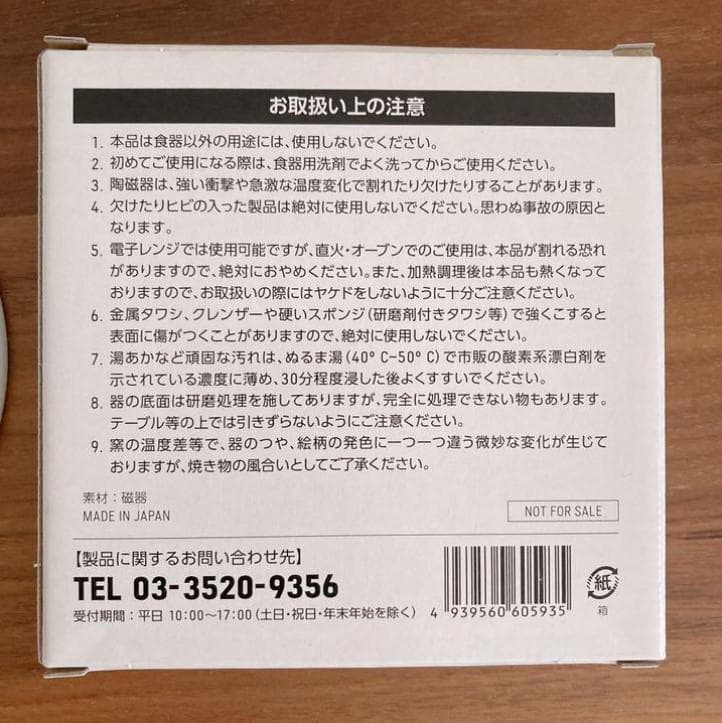 お取扱い上の注意
1. 本品は食器以外の用途には、使用しないでください。
2. 初めてご使用になる際は、食器用洗剤でよく洗ってからご使用ください。
3. 陶磁器は、強い衝撃や急激な温度変化で割れたり欠けたりすることがあります。
4. 欠けたりヒビの入った製品は絶対に使用しないでください。思わぬ事故の原因と
なります。
5. 電子レンジでは使用可能ですが、直火・オーブンでのご使用は、本品が割れる恐れ
がありますので、絶対におやめください。また、加熱調理後は本品も熱くなって
おりますので、お取扱いの際にはヤケドをしないように十分ご注意ください。
6. 金属タワシ、クレンザーや硬いスポンジ(研磨剤付きタワシ等)で強くこすると
表面に傷がつくことがありますので、絶対に使用しないでください。
7. 湯あかなど頑固な汚れは、ぬるま湯(40° C~50° C)で市販の酸素系漂白剤を
示されている濃度に薄め、30分程度浸した後よくすすいでください。
8. 器の底面は研磨処理を施してありますが、完全に処理できない物もあります。
テーブル等の上では引きずらないようにご注意ください。
9. 窯の温度差等で、器のつや、絵柄の発色に一つ一つ違う微妙な変化が生じて
おりますが、焼き物の風合いとしてご了承ください。
素材:磁器
MADE IN JAPAN
NOT FOR SALE
【製品に関するお問い合わせ先】
TEL 03-3520-9356
受付期間:平日 10:00~17:00(土日・祝日・年末年始を除く)
4 939560 605935
紙
箱